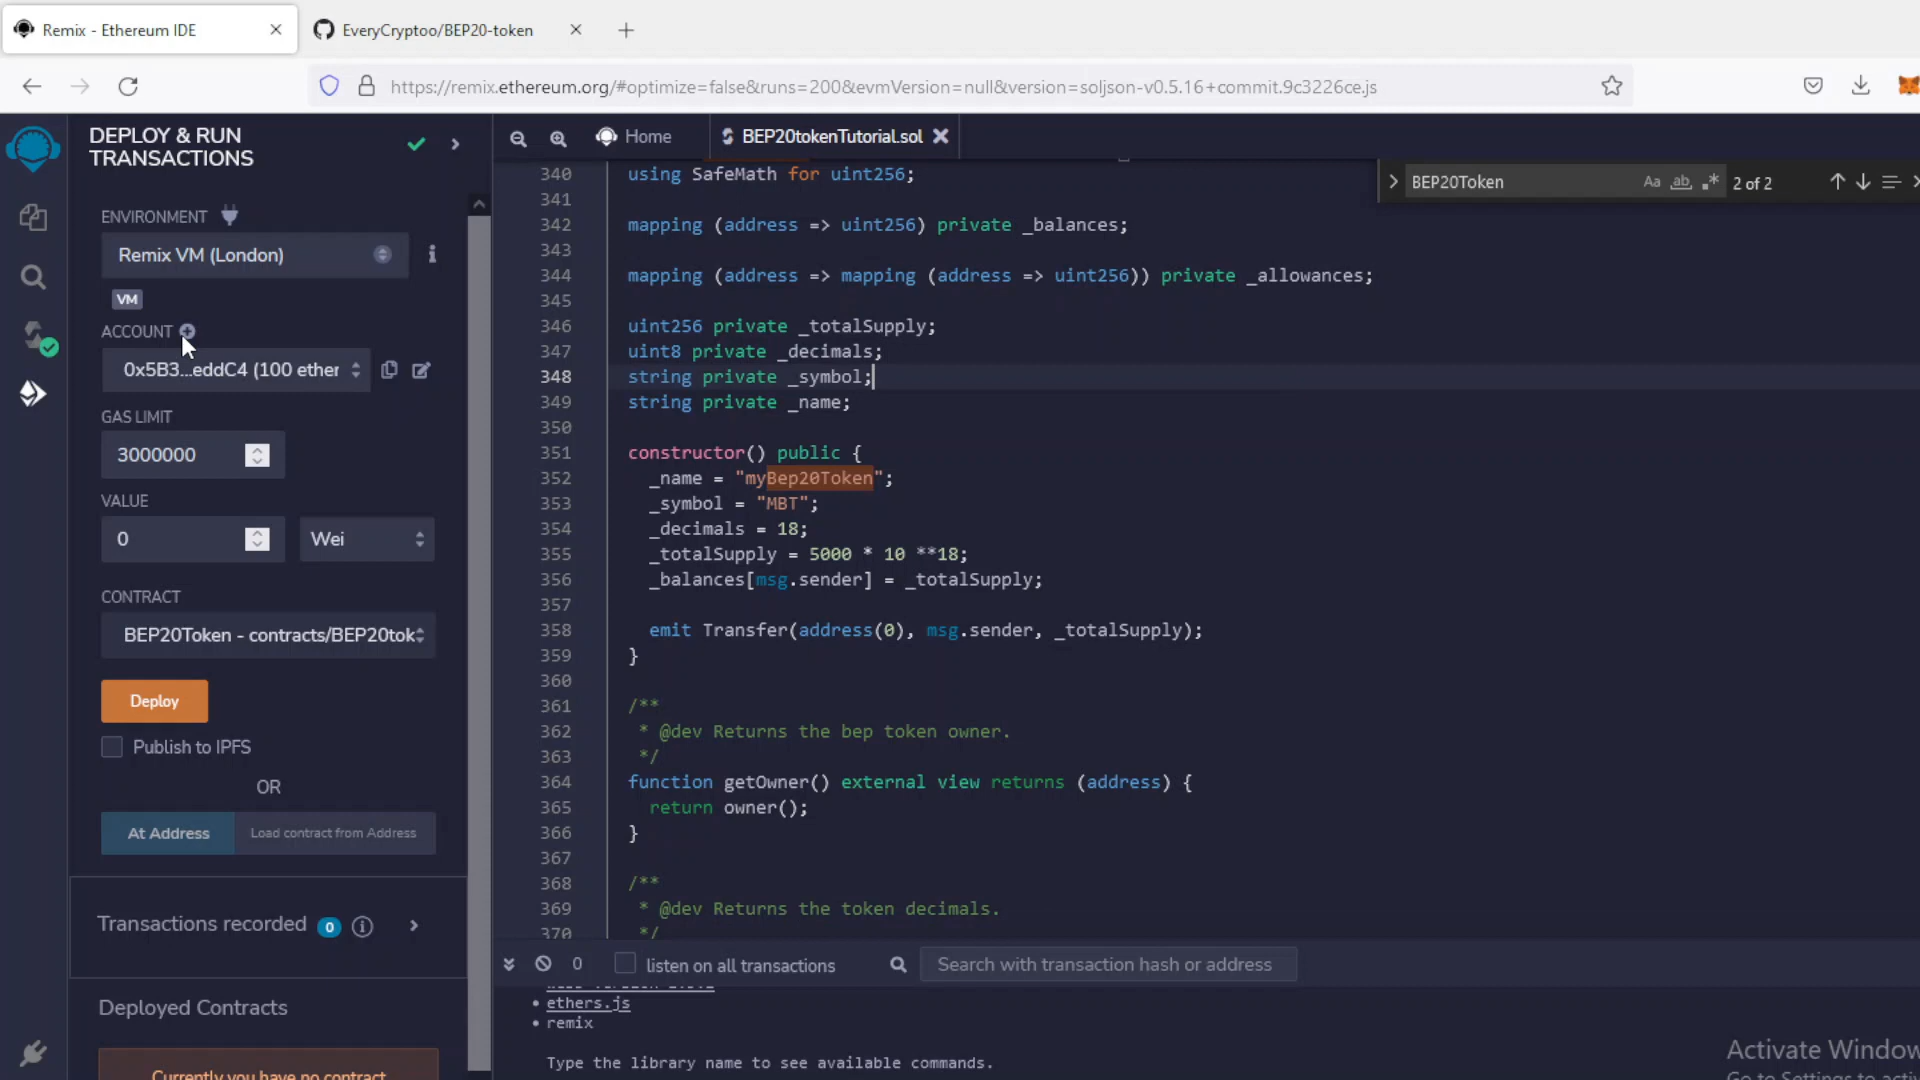 Remix - Ethereum IDE
EveryCryptoo/BEP20-token
https://remix.ethereum.org/#optimize=false&runs=200&evmVersion=null&version=soljson-v0.5.16+commit.9c3226ce.js
DEPLOY & RUN
TRANSACTIONS
ENVIRONMENT
Remix VM (London)
VM
ACCOUNT
0x5B3...eddC4 (100 ether
GAS LIMIT
3000000
VALUE
0
Wei
CONTRACT
BEP20Token - contracts/BEP20tok
Deploy
Publish to IPFS
OR
At Address
Load contract from Address
Transactions recorded 0
Deployed Contracts
Currently you have no contract
Home
BEP20tokenTutorial.sol
BEP20Token
Aa ab .* 2 of 2
340 using SafeMath for uint256;
341
342 mapping (address => uint256) private _balances;
343
344 mapping (address => mapping (address => uint256)) private _allowances;
345
346 uint256 private _totalSupply;
347 uint8 private _decimals;
348 string private _symbol;
349 string private _name;
350
351 constructor() public {
352 _name = "myBep20Token";
353 _symbol = "MBT";
354 _decimals = 18;
355 _totalSupply = 5000 * 10 **18;
356 _balances[msg.sender] = _totalSupply;
357
358 emit Transfer(address(0), msg.sender, _totalSupply);
359 }
360
361 /**
362 * @dev Returns the bep token owner.
363 */
364 function getOwner() external view returns (address) {
365 return owner();
366 }
367
368 /**
369 * @dev Returns the token decimals.
370 */
0
listen on all transactions
Search with transaction hash or address
• ethers.js
• remix
Type the library name to see available commands.
Activate Window